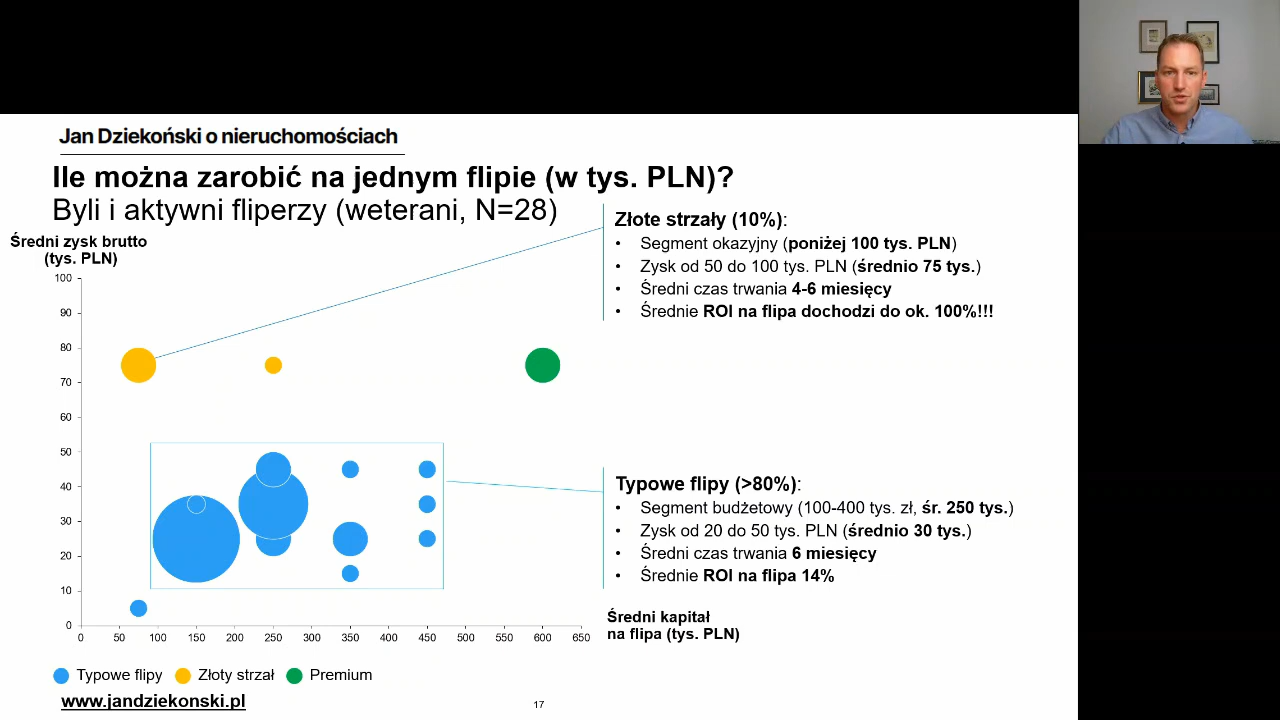 Jan Dziekoński o nieruchomościach
Ile można zarobić na jednym flipie (w tys. PLN)?
Byli i aktywni fliperzy (weterani, N=28)
Średni zysk brutto
(tys. PLN)
100
90
80
70
60
50
40
30
20
10
0
0 50 100 150 200 250 300 350 400 450 500 550 600 650
Średni kapitał
na flipa (tys. PLN)
Złote strzały (10%):
• Segment okazyjny (poniżej 100 tys. PLN)
• Zysk od 50 do 100 tys. PLN (średnio 75 tys.)
• Średni czas trwania 4-6 miesięcy
• Średnie ROI na flipa dochodzi do ok. 100%!!!
Typowe flipy (>80%):
• Segment budżetowy (100-400 tys. zł, śr. 250 tys.)
• Zysk od 20 do 50 tys. PLN (średnio 30 tys.)
• Średni czas trwania 6 miesięcy
• Średnie ROI na flipa 14%
Typowe flipy Złoty strzał Premium
www.jandziekonski.pl
17